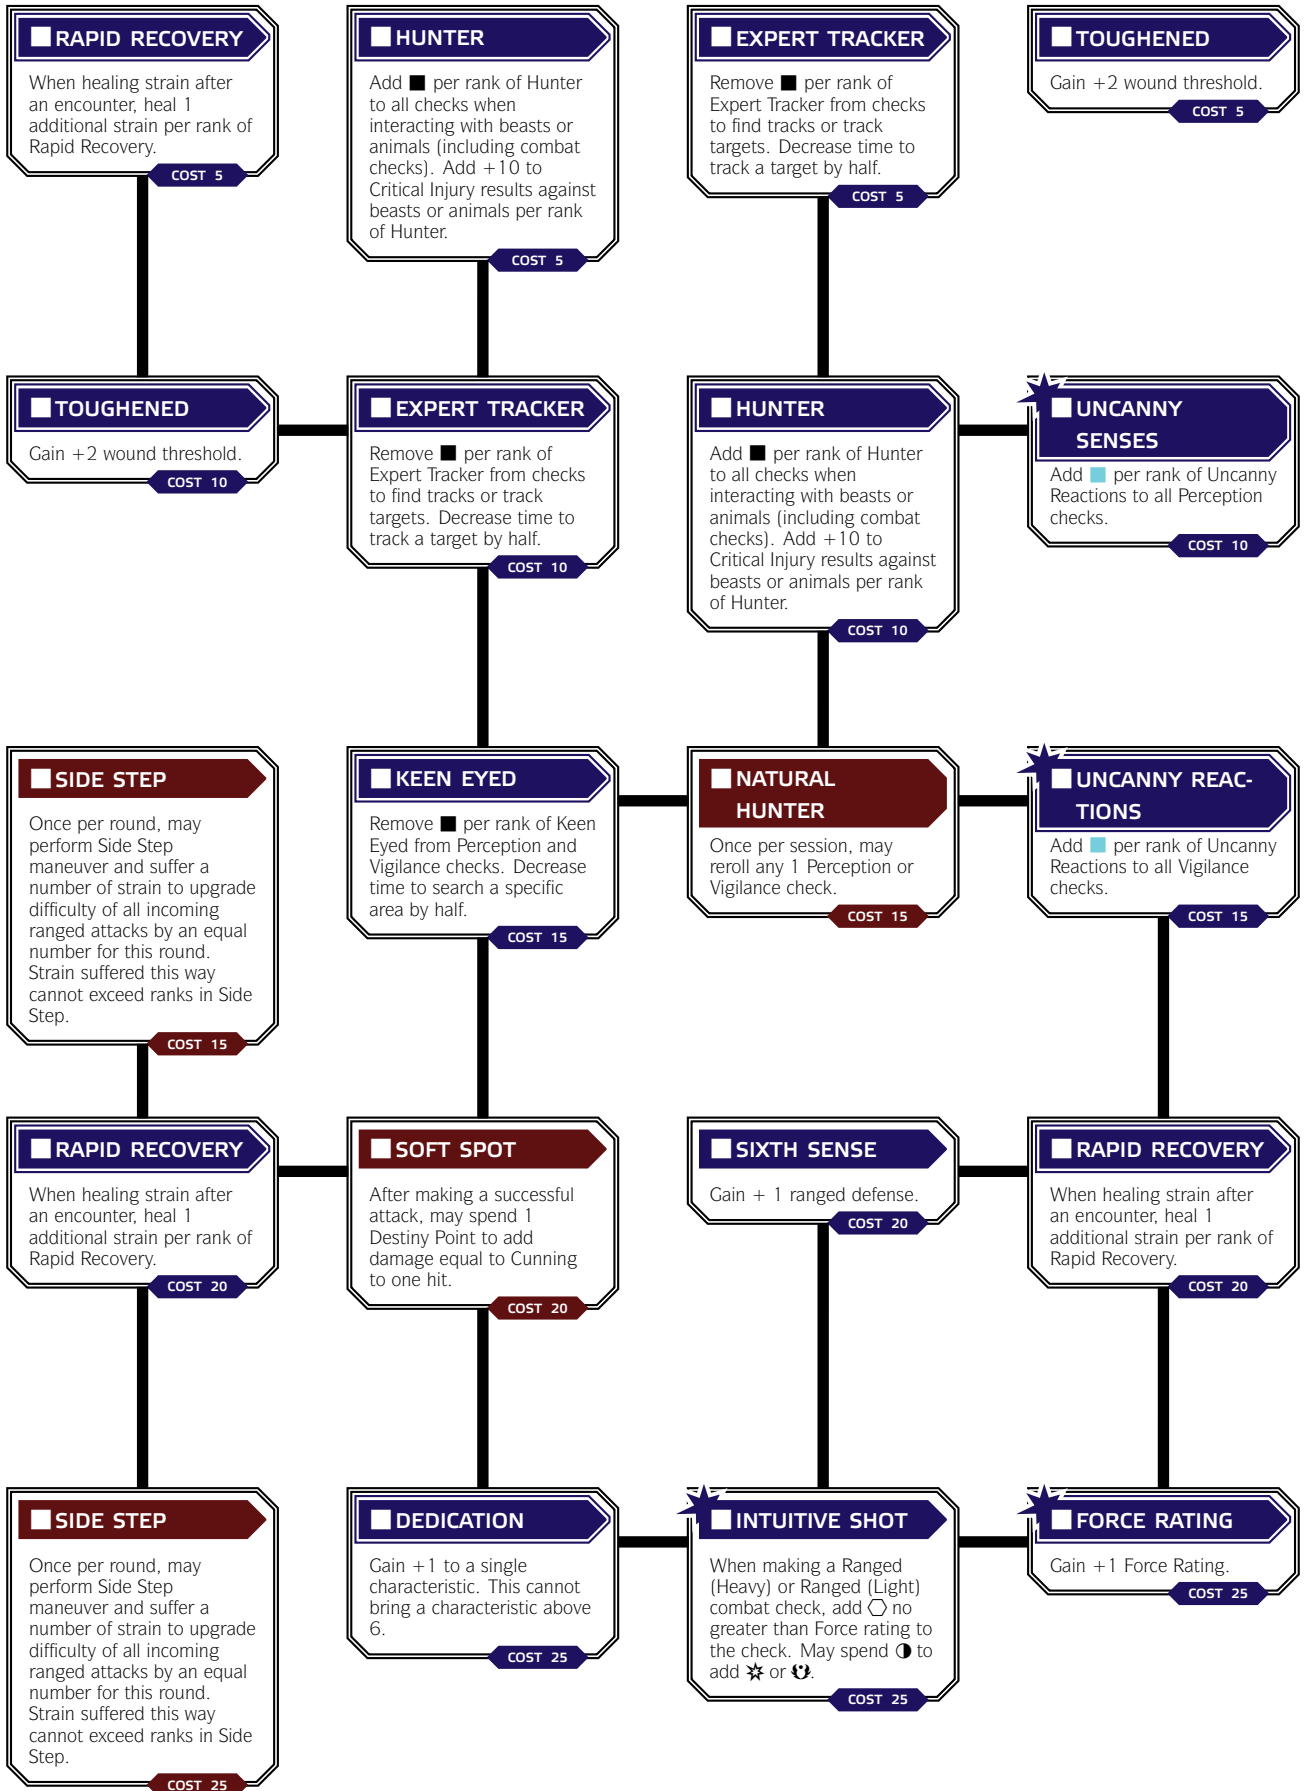 RAPID RECOVERY
When healing strain after
an encounter, heal 1
additional strain per rank of
Rapid Recovery.
COST 5
HUNTER
Add ■ per rank of Hunter
to all checks when
interacting with beasts or
animals (including combat
checks). Add +10 to
Critical Injury results against
beasts or animals per rank
of Hunter.
COST 5
EXPERT TRACKER
Remove ■ per rank of
Expert Tracker from checks
to find tracks or track
targets. Decrease time to
track a target by half.
COST 5
TOUGHENED
Gain +2 wound threshold.
COST 5
TOUGHENED
Gain +2 wound threshold.
COST 10
EXPERT TRACKER
Remove ■ per rank of
Expert Tracker from checks
to find tracks or track
targets. Decrease time to
track a target by half.
COST 10
HUNTER
Add ■ per rank of Hunter
to all checks when
interacting with beasts or
animals (including combat
checks). Add +10 to
Critical Injury results against
beasts or animals per rank
of Hunter.
COST 10
UNCANNY
SENSES
Add ■ per rank of Uncanny
Reactions to all Perception
checks.
COST 10
SIDE STEP
Once per round, may
perform Side Step
maneuver and suffer a
number of strain to upgrade
difficulty of all incoming
ranged attacks by an equal
number for this round.
Strain suffered this way
cannot exceed ranks in Side
Step.
COST 15
KEEN EYED
Remove ■ per rank of Keen
Eyed from Perception and
Vigilance checks. Decrease
time to search a specific
area by half.
COST 15
NATURAL
HUNTER
Once per session, may
reroll any 1 Perception or
Vigilance check.
COST 15
UNCANNY REAC-
TIONS
Add ■ per rank of Uncanny
Reactions to all Vigilance
checks.
COST 15
RAPID RECOVERY
When healing strain after
an encounter, heal 1
additional strain per rank of
Rapid Recovery.
COST 20
SOFT SPOT
After making a successful
attack, may spend 1
Destiny Point to add
damage equal to Cunning
to one hit.
COST 20
SIXTH SENSE
Gain + 1 ranged defense.
COST 20
RAPID RECOVERY
When healing strain after
an encounter, heal 1
additional strain per rank of
Rapid Recovery.
COST 20
SIDE STEP
Once per round, may
perform Side Step
maneuver and suffer a
number of strain to upgrade
difficulty of all incoming
ranged attacks by an equal
number for this round.
Strain suffered this way
cannot exceed ranks in Side
Step.
COST 25
DEDICATION
Gain +1 to a single
characteristic. This cannot
bring a characteristic above
6.
COST 25
INTUITIVE SHOT
When making a Ranged
(Heavy) or Ranged (Light)
combat check, add ⬡ no
greater than Force rating to
the check. May spend ◑ to
add or .
COST 25
FORCE RATING
Gain +1 Force Rating.
COST 25